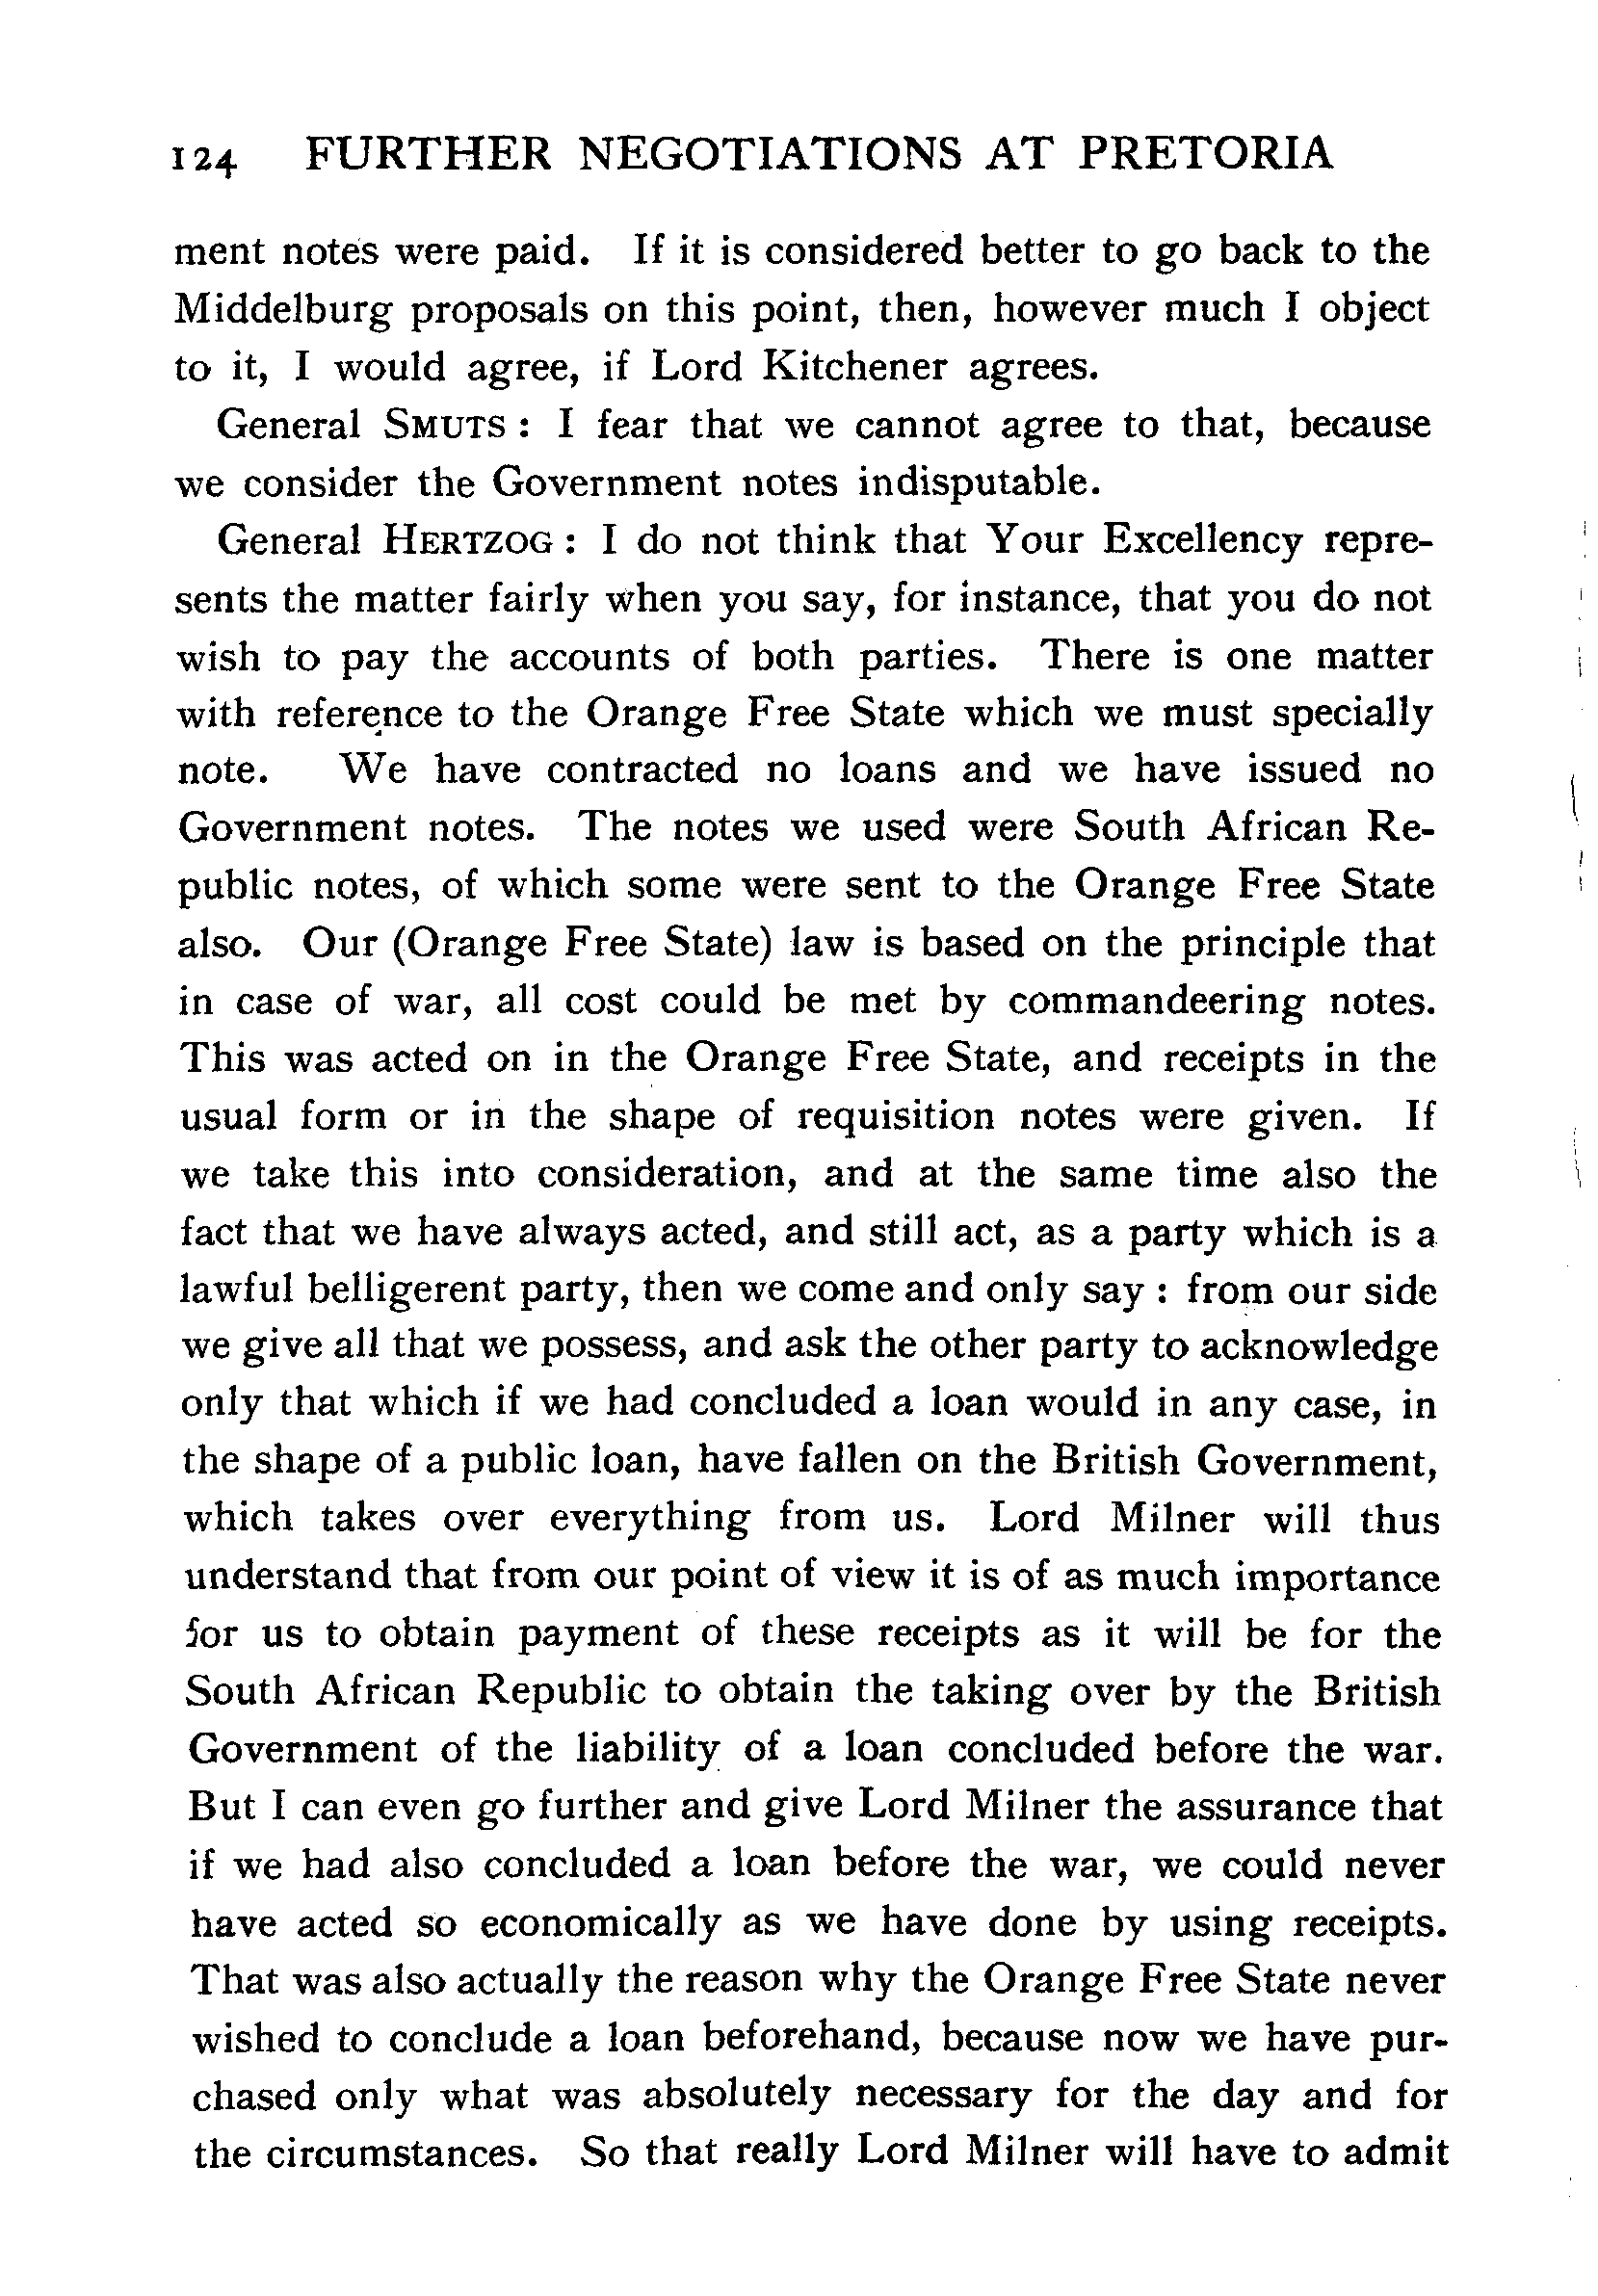 124 FURTHER NEGOTIATIONS AT PRETORIA
ment notes were paid. If it is considered better to go back to the
Middelburg proposals on this point, then, however much I object
to it, I would agree, if Lord Kitchener agrees.
General SMUTS : I fear that we cannot agree to that, because
we consider the Government notes indisputable.
General HERTZOG : I do not think that Your Excellency repre-
sents the matter fairly when you say, for instance, that you do not
wish to pay the accounts of both parties. There is one matter
with reference to the Orange Free State which we must specially
note. We have contracted no loans and we have issued no
Government notes. The notes we used were South African Re-
public notes, of which some were sent to the Orange Free State
also. Our (Orange Free State) law is based on the principle that
in case of war, all cost could be met by commandeering notes.
This was acted on in the Orange Free State, and receipts in the
usual form or in the shape of requisition notes were given. If
we take this into consideration, and at the same time also the
fact that we have always acted, and still act, as a party which is a
lawful belligerent party, then we come and only say : from our side
we give all that we possess, and ask the other party to acknowledge
only that which if we had concluded a loan would in any case, in
the shape of a public loan, have fallen on the British Government,
which takes over everything from us. Lord Milner will thus
understand that from our point of view it is of as much importance
for us to obtain payment of these receipts as it will be for the
South African Republic to obtain the taking over by the British
Government of the liability of a loan concluded before the war.
But I can even go further and give Lord Milner the assurance that
if we had also concluded a loan before the war, we could never
have acted so economically as we have done by using receipts.
That was also actually the reason why the Orange Free State never
wished to conclude a loan beforehand, because now we have pur-
chased only what was absolutely necessary for the day and for
the circumstances. So that really Lord Milner will have to admit